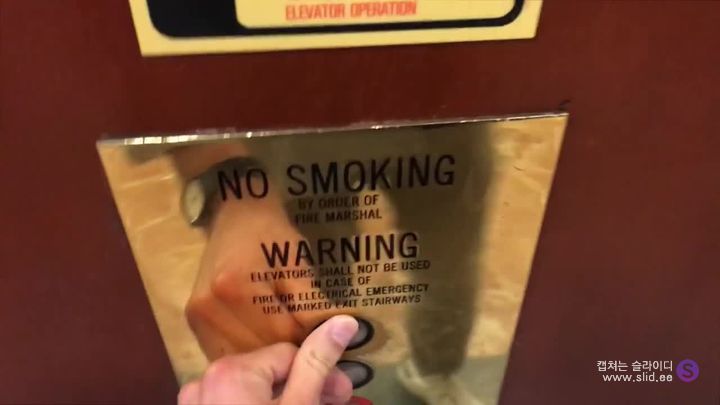 ELEVATOR OPERATION
NO SMOKING
BY ORDER OF
FIRE MARSHAL
WARNING
ELEVATORS SHALL NOT BE USED
IN CASE OF
FIRE OR ELECTRICAL EMERGENCY
USE MARKED EXIT STAIRWAYS
캡쳐는 슬라이디
www.slid.ee
S